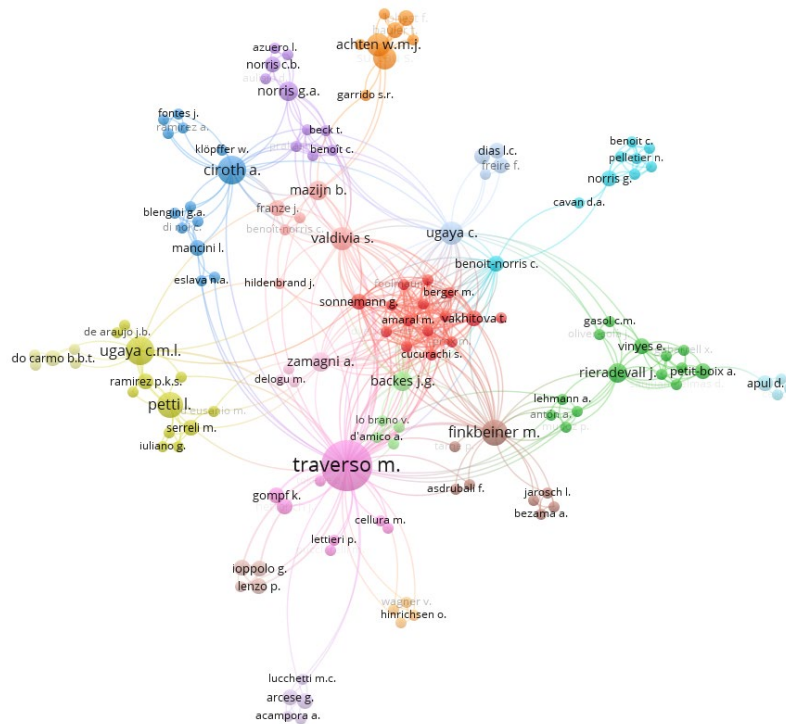 achten w.m.j.
azuero l.
norris c.b.
norris g.a.
garrido s.r.
fontes j.
ramirez a.
klöpffer w.
beck t.
benoît c.
ciroth a.
dias l.c.
freire f.
benoit c.
pelletier n.
norris g.
cavan d.a.
mazijn b.
franze j.
benoît-norris c.
blengini g.a.
mancini l.
valdivia s.
ugaya c.
benoit-norris c.
eslava n.a.
hildenbrand j.
berger m.
sonnemann g.
amaral m.
vakhitova t.
cucurachi s.
gasol c.m.
vinyes e.
rieradevall j.
petit-boix a.
apul d.
de araujo j.b.
ugaya c.m.l.
do carmo b.b.t.
zamagni a.
delogu m.
backes j.g.
ramirez p.k.s.
petti l.
serreli m.
iuliano g.
lehmann a.
anton a.
lo brano v.
d'amico a.
finkbeiner m.
traverso m.
asdrubali f.
jarosch l.
bezama a.
gompf k.
cellura m.
lettieri p.
ioppolo g.
lenzo p.
wagner v.
hinrichsen o.
lucchetti m.c.
arcese g.
acampora a.